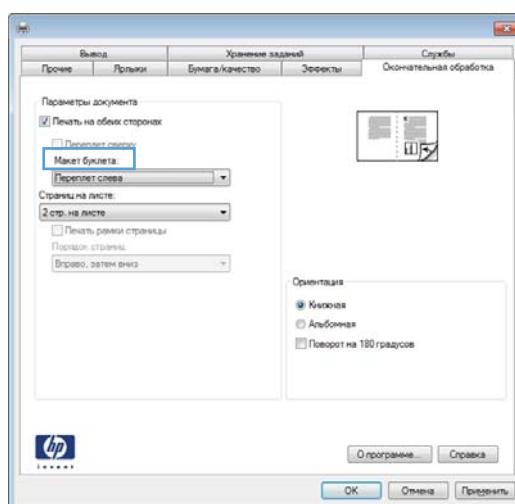 Вывод Хранение заданий Службы
Прочие Ярлыки Бумага/качество Эффекты Окончательная обработка
Параметры документа
Печать на обеих сторонах
Переплет сверху
Макет буклета:
Переплет слева
Страниц на листе:
2 стр. на листе
Печать рамки страницы
Порядок страниц:
Вправо, затем вниз
Ориентация
Книжная
Альбомная
Поворот на 180 градусов
hp
invent
О программе... Справка
OK Отмена Применить